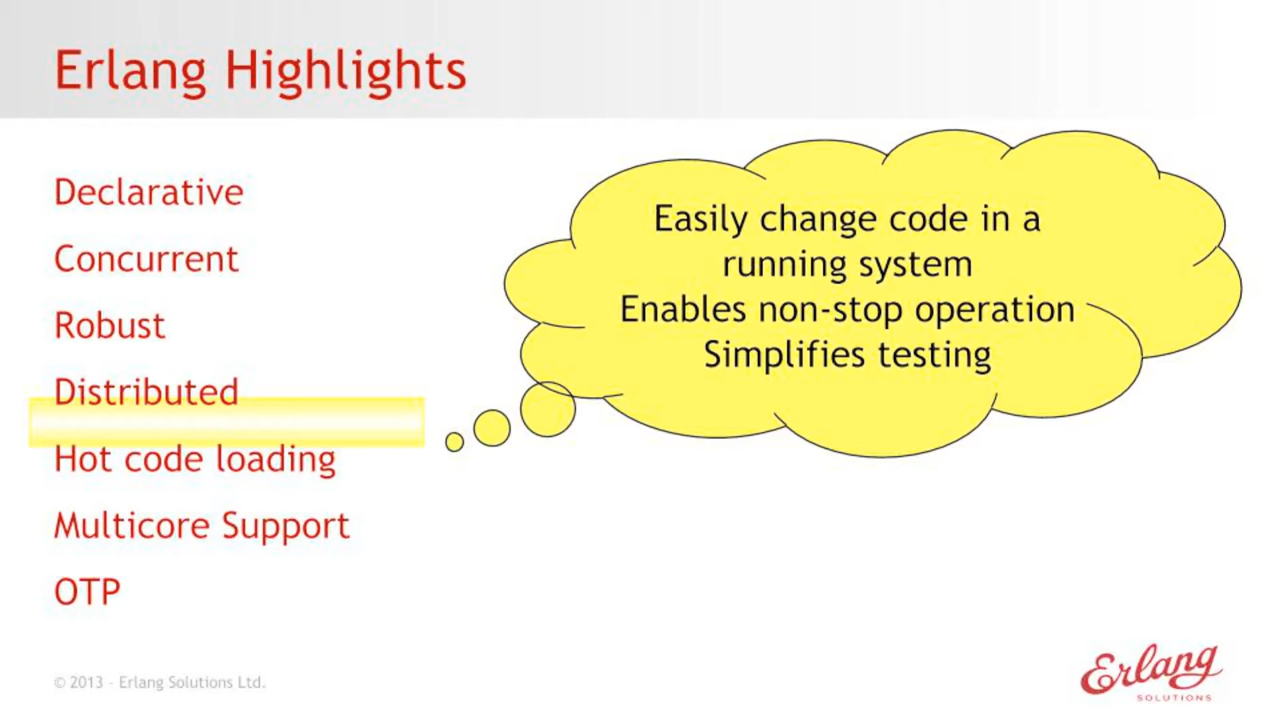 Erlang Highlights
Declarative
Concurrent
Robust
Distributed
Hot code loading
Multicore Support
OTP
Easily change code in a
running system
Enables non-stop operation
Simplifies testing
© 2013 – Erlang Solutions Ltd.
Erlang
SOLUTIONS